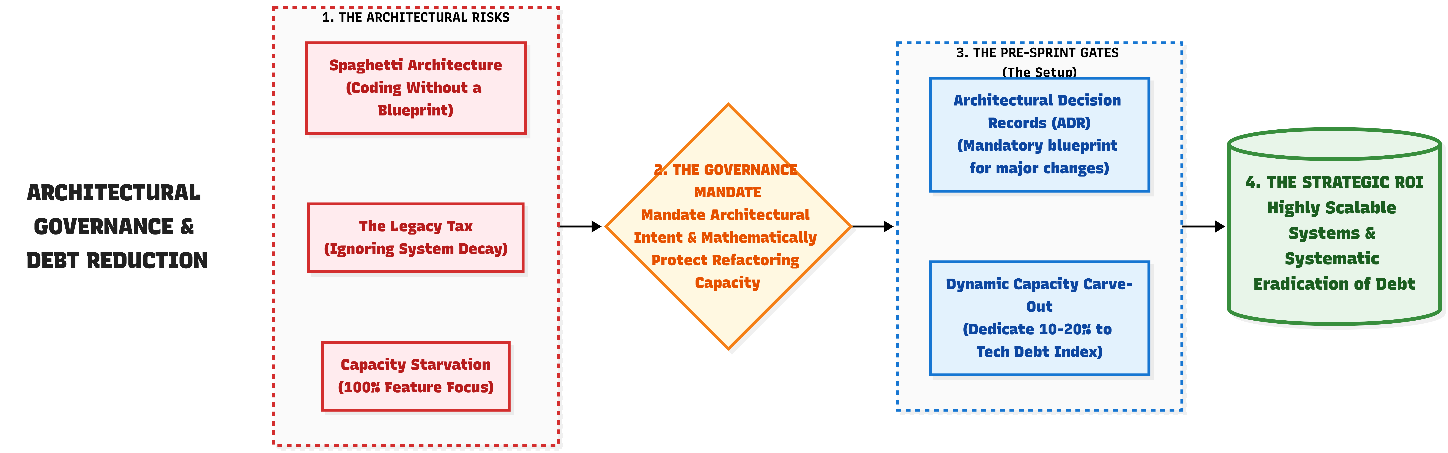 ARCHITECTURAL
GOVERNANCE &
DEBT REDUCTION
1. THE ARCHITECTURAL RISKS
Spaghetti Architecture
(Coding Without a
Blueprint)
The Legacy Tax
(Ignoring System Decay)
Capacity Starvation
(100% Feature Focus)
2. THE GOVERNANCE
MANDATE
Mandate Architectural
Intent & Mathematically
Protect Refactoring
Capacity
3. THE PRE-SPRINT GATES
(The Setup)
Architectural Decision
Records (ADR)
(Mandatory blueprint
for major changes)
Dynamic Capacity Carve-
Out
(Dedicate 10-20% to
Tech Debt Index)
4. THE STRATEGIC ROI
Highly Scalable
Systems &
Systematic
Eradication of Debt